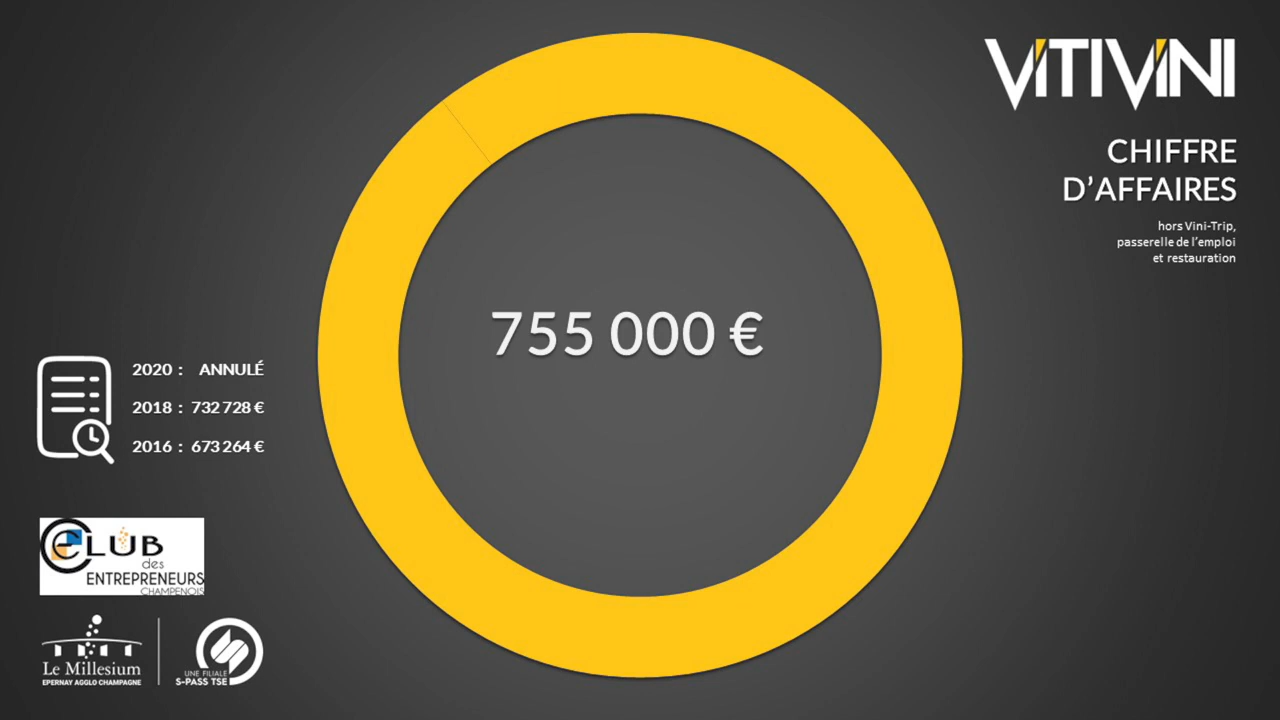 VITIVINI
CHIFFRE
D’AFFAIRES
hors Vini-Trip,
passerelle de l’emploi
et restauration
755 000 €
2020 : ANNULÉ
2018 : 732 728 €
2016 : 673 264 €
CLUB
des
ENTREPRENEURS
CHAMPENOIS
Le Millesium
EPERNAY AGGLO CHAMPAGNE
UNE FILIALE
S-PASS TSE